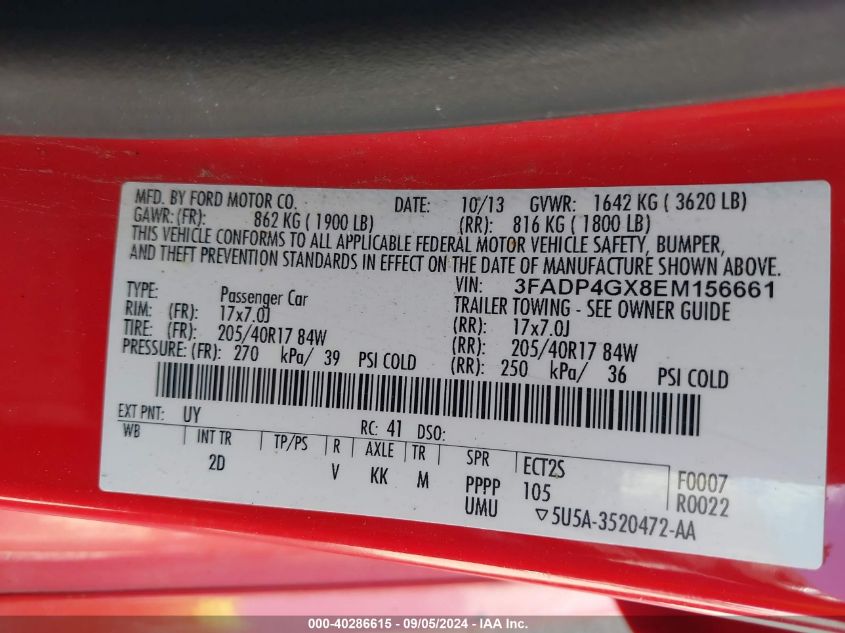 MFD. BY FORD MOTOR CO. DATE: 10/13 GVWR: 1642 KG ( 3620 LB)
GAWR: (FR): 862 KG ( 1900 LB) (RR): 816 KG ( 1800 LB)
THIS VEHICLE CONFORMS TO ALL APPLICABLE FEDERAL MOTOR VEHICLE SAFETY, BUMPER,
AND THEFT PREVENTION STANDARDS IN EFFECT ON THE DATE OF MANUFACTURE SHOWN ABOVE.
VIN: 3FADP4GX8EM156661
TYPE: Passenger Car TRAILER TOWING - SEE OWNER GUIDE
RIM: (FR): 17x7.0J (RR): 17x7.0J
TIRE: (FR): 205/40R17 84W (RR): 205/40R17 84W
PRESSURE: (FR): 270 kPa/ 39 PSI COLD (RR): 250 kPa/ 36 PSI COLD
EXT PNT: UY RC: 41 DSO:
WB INT TR TP/PS R AXLE TR SPR ECT2S F0007
2D V KK M PPPP 105 R0022
UMU ▽5U5A-3520472-AA
000-40286615 - 09/05/2024 - IAA Inc.